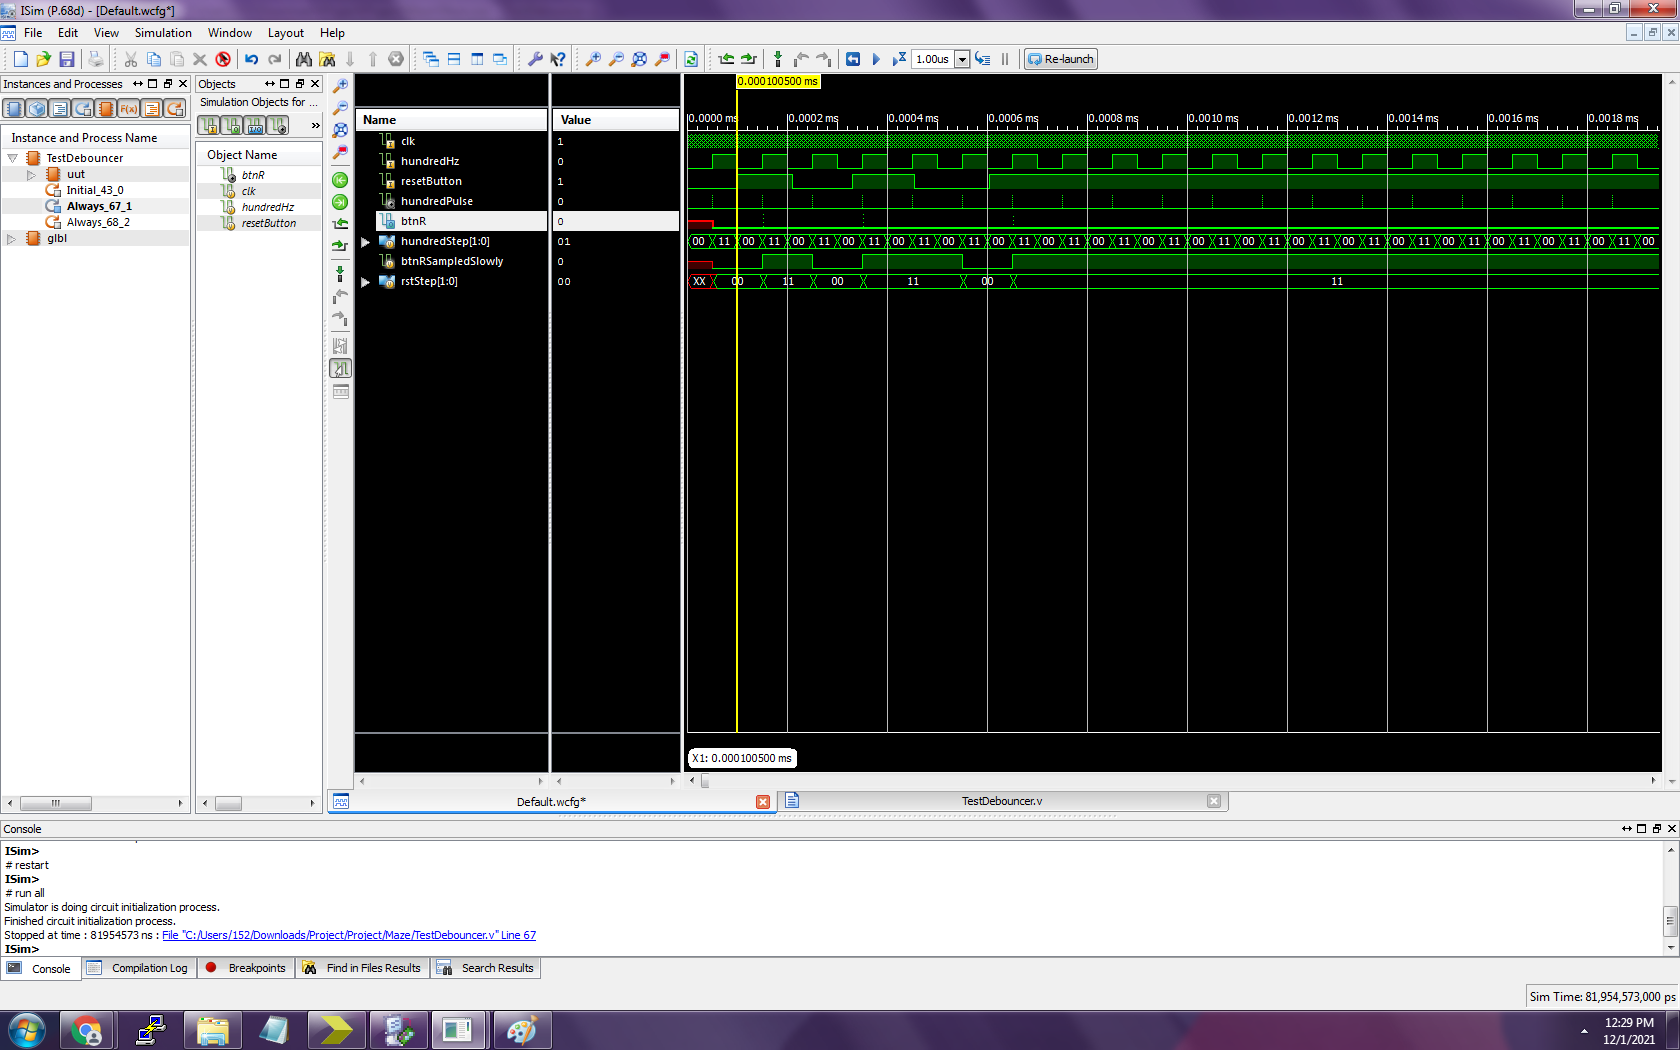 ISim (P.68d) - [Default.wcfg*]
File Edit View Simulation Window Layout Help
1.00us Re-launch
Instances and Processes
Instance and Process Name
TestDebouncer
uut
Initial_43_0
Always_67_1
Always_68_2
glbl
Objects
Simulation Objects for ...
»
Object Name
btnR
clk
hundredHz
resetButton
Name Value
clk 1
hundredHz 0
resetButton 1
hundredPulse 0
btnR 0
hundredStep[1:0] 01
btnRSampledSlowly 0
rstStep[1:0] 00
0.000100500 ms
0.0000 ms 0.0002 ms 0.0004 ms 0.0006 ms 0.0008 ms 0.0010 ms 0.0012 ms 0.0014 ms 0.0016 ms 0.0018 ms
00 11 00 11 00 11 00 11 00 11 00 11 00 11 00 11 00 11 00 11 00 11 00 11 00 11 00 11 00 11 00 11 00 11 00 11 00 11 00
XX 00 11 00 11 00 11
X1: 0.000100500 ms
Default.wcfg* TestDebouncer.v
Console
ISim>
# restart
ISim>
# run all
Simulator is doing circuit initialization process.
Finished circuit initialization process.
Stopped at time : 81954573 ns : File "C:/Users/152/Downloads/Project/Project/Maze/TestDebouncer.v" Line 67
ISim>
Console Compilation Log Breakpoints Find in Files Results Search Results
Sim Time: 81,954,573,000 ps
12:29 PM
12/1/2021